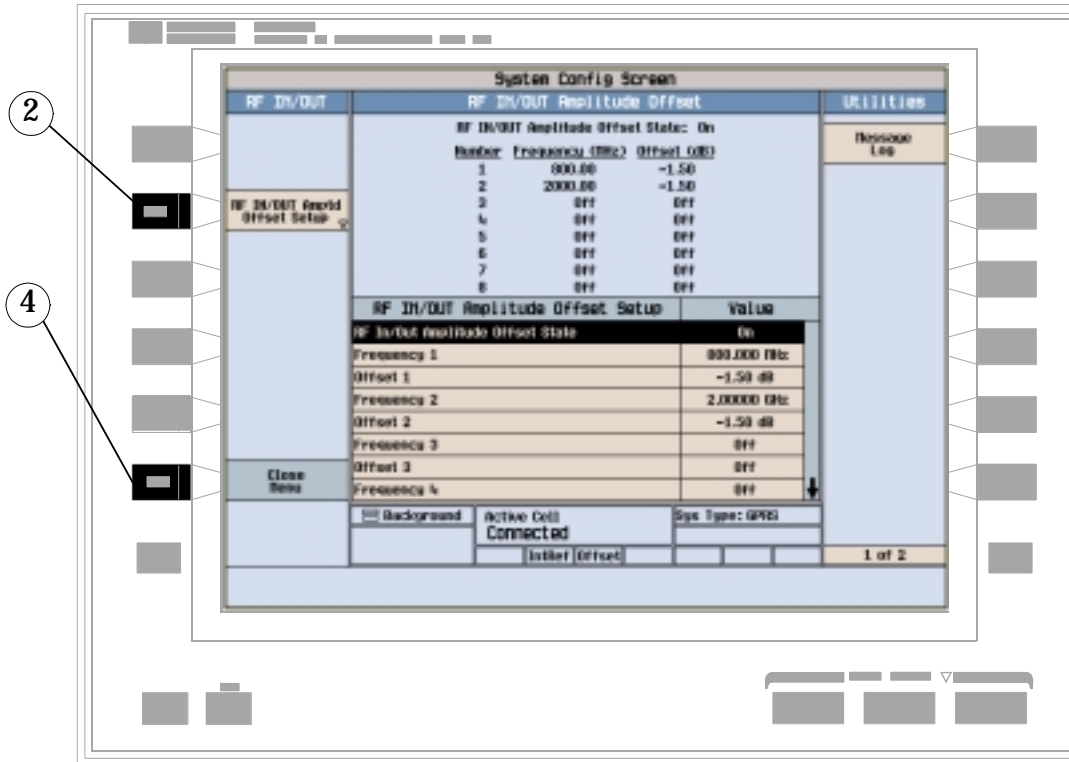 System Config Screen
RF IN/OUT
RF IN/OUT Amplitude Offset
Utilities
2
RF IN/OUT Amplitude Offset State: On
Message
Log
Number Frequency (MHz) Offset (dB)
1 800.00 -1.50
2 2000.00 -1.50
3 Off Off
4 Off Off
5 Off Off
6 Off Off
7 Off Off
8 Off Off
RF IN/OUT Amptd
Offset Setup
4
RF IN/OUT Amplitude Offset Setup Value
RF In/Out Amplitude Offset State On
Frequency 1 800.000 MHz
Offset 1 -1.50 dB
Frequency 2 2.00000 GHz
Offset 2 -1.50 dB
Frequency 3 Off
Offset 3 Off
Frequency 4 Off
Close
Menu
Background
Active Cell
Connected
Sys Type: GPRS
IntRef Offset
1 of 2